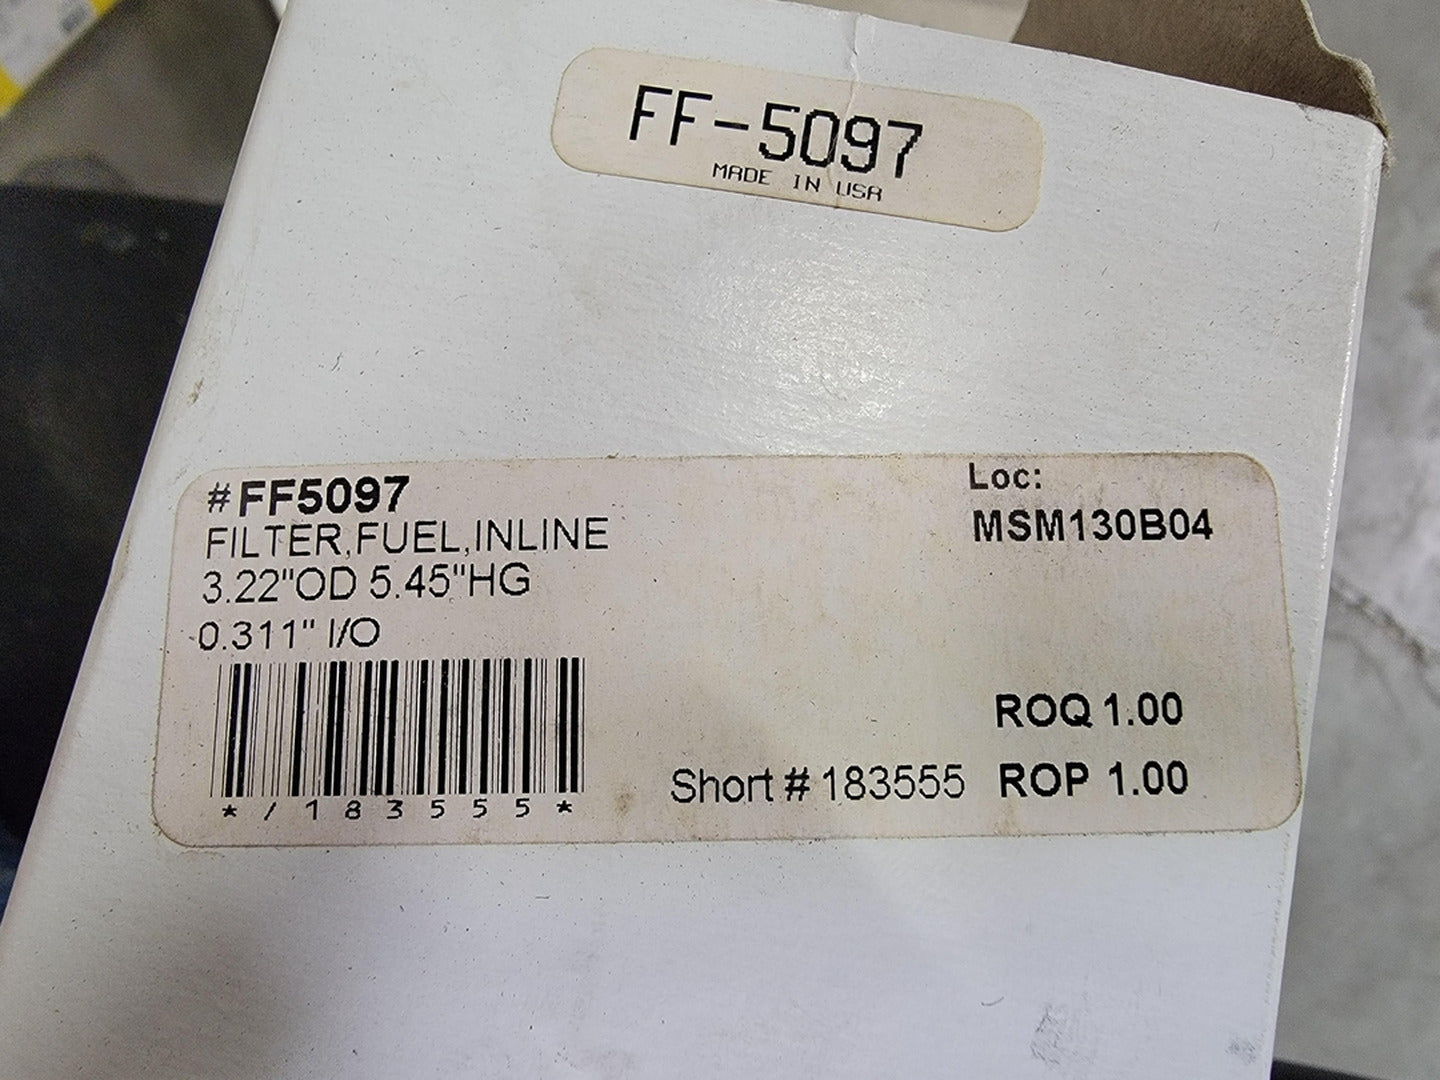 FF-5097
MADE IN USA
#FF5097
FILTER,FUEL,INLINE
3.22"OD 5.45"HG
0.311" I/O
*/183555*
Loc:
MSM130B04
ROQ 1.00
Short # 183555 ROP 1.00